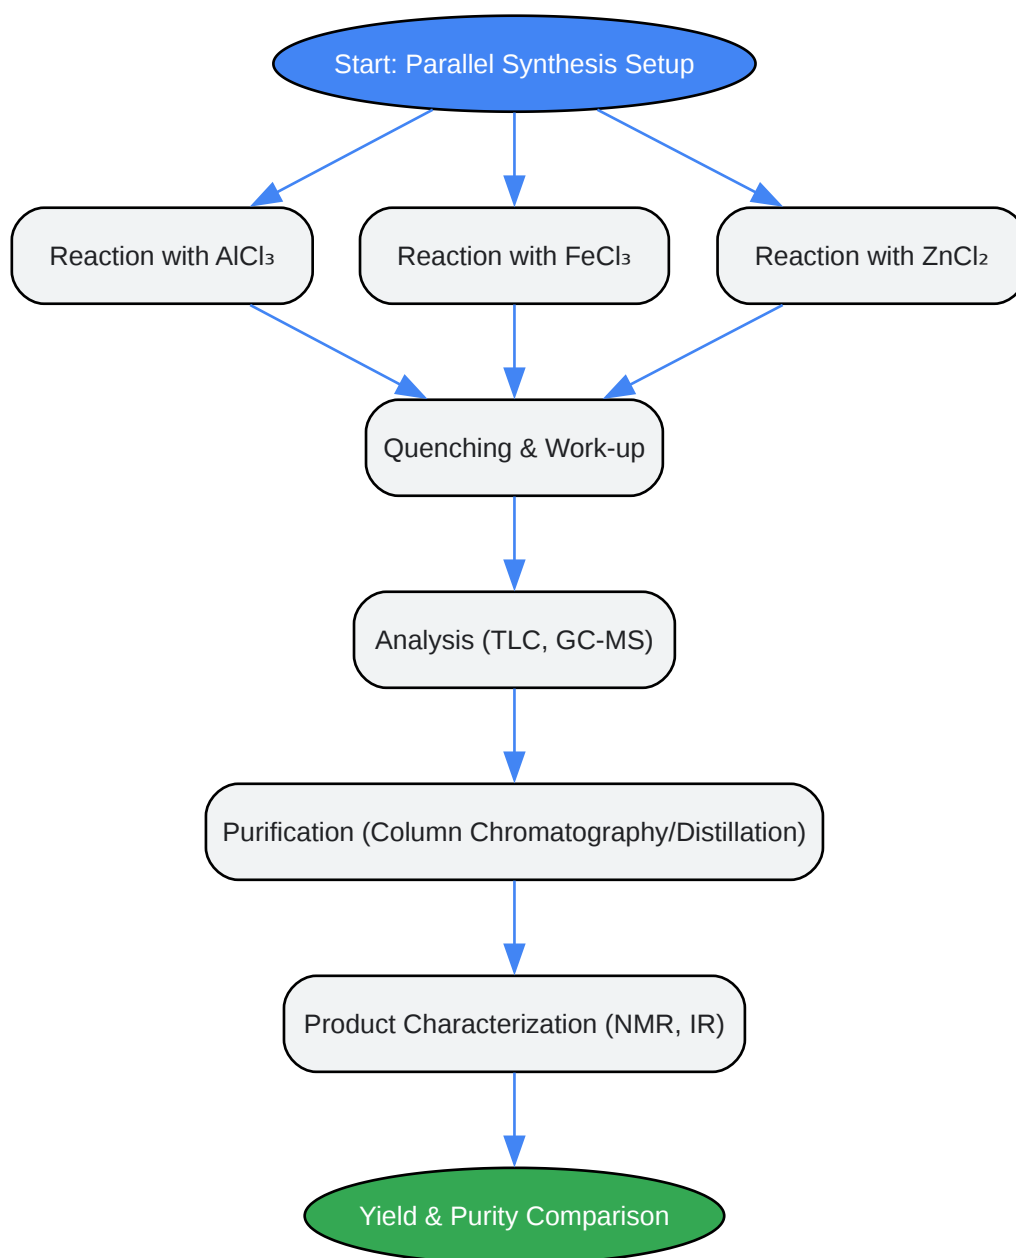 Start: Parallel Synthesis Setup
Reaction with AlCl₃
Reaction with FeCl₃
Reaction with ZnCl₂
Quenching & Work-up
Analysis (TLC, GC-MS)
Purification (Column Chromatography/Distillation)
Product Characterization (NMR, IR)
Yield & Purity Comparison